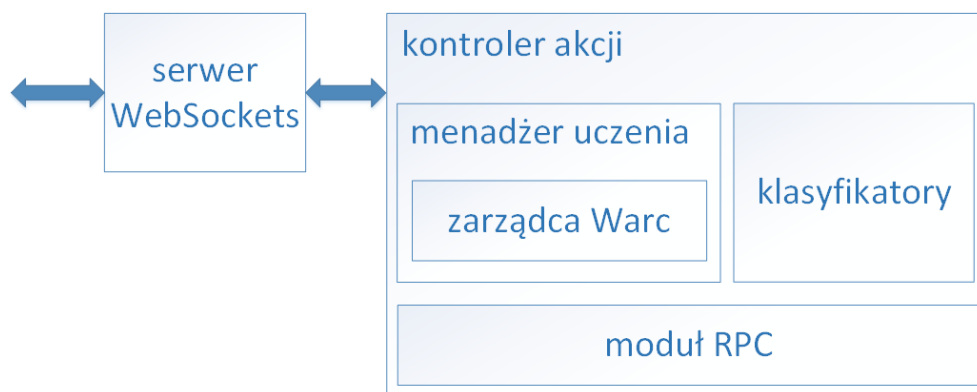 serwer
WebSockets
kontroler akcji
menadżer uczenia
zarządca Warc
klasyfikatory
moduł RPC